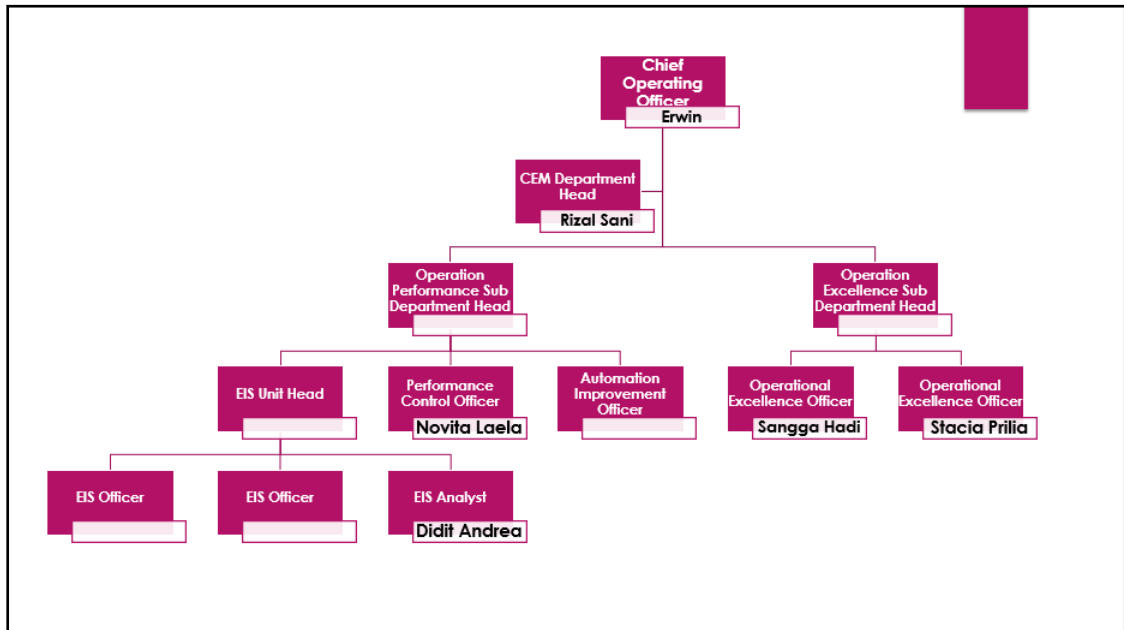 Chief
Operating
Officer
Erwin
CEM Department
Head
Rizal Sani
Operation
Performance Sub
Department Head
Operation
Excellence Sub
Department Head
EIS Unit Head
Performance
Control Officer
Novita Laela
Automation
Improvement
Officer
Operational
Excellence Officer
Sangga Hadi
Operational
Excellence Officer
Stacia Prilia
EIS Officer
EIS Officer
EIS Analyst
Didit Andrea